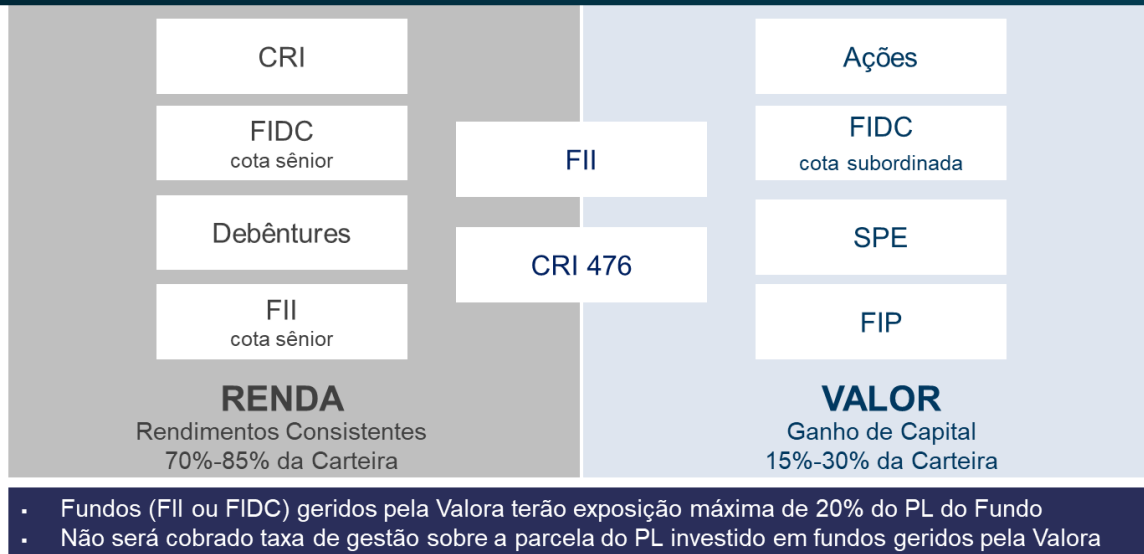 CRI
FIDC
cota sênior
Debêntures
FII
cota sênior
RENDA
Rendimentos Consistentes
70%-85% da Carteira
FII
CRI 476
Ações
FIDC
cota subordinada
SPE
FIP
VALOR
Ganho de Capital
15%-30% da Carteira
▪ Fundos (FII ou FIDC) geridos pela Valora terão exposição máxima de 20% do PL do Fundo
▪ Não será cobrado taxa de gestão sobre a parcela do PL investido em fundos geridos pela Valora